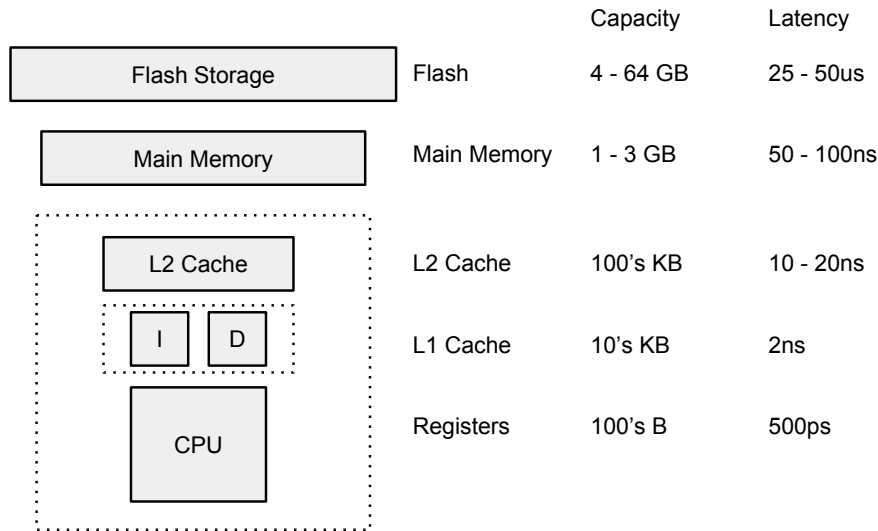 Capacity Latency
Flash Storage Flash 4 - 64 GB 25 - 50us
Main Memory Main Memory 1 - 3 GB 50 - 100ns
L2 Cache L2 Cache 100’s KB 10 - 20ns
I D L1 Cache 10’s KB 2ns
CPU Registers 100’s B 500ps